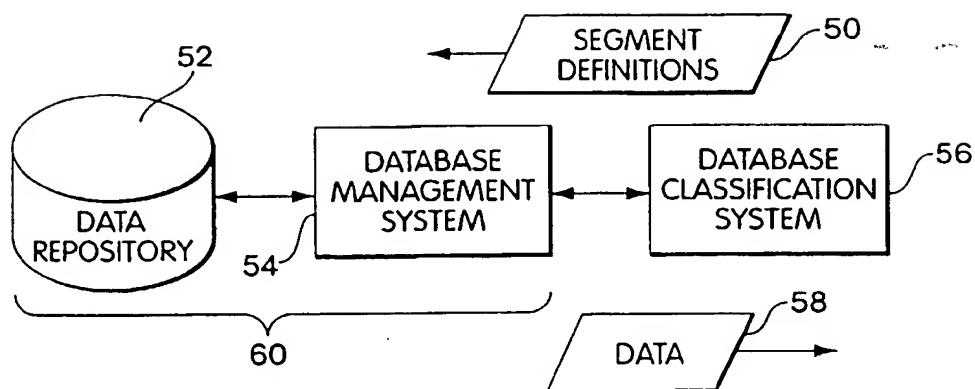 SEGMENT
DEFINITIONS
50
52
DATA
REPOSITORY
DATABASE
MANAGEMENT
SYSTEM
54
DATABASE
CLASSIFICATION
SYSTEM
56
60
DATA
58